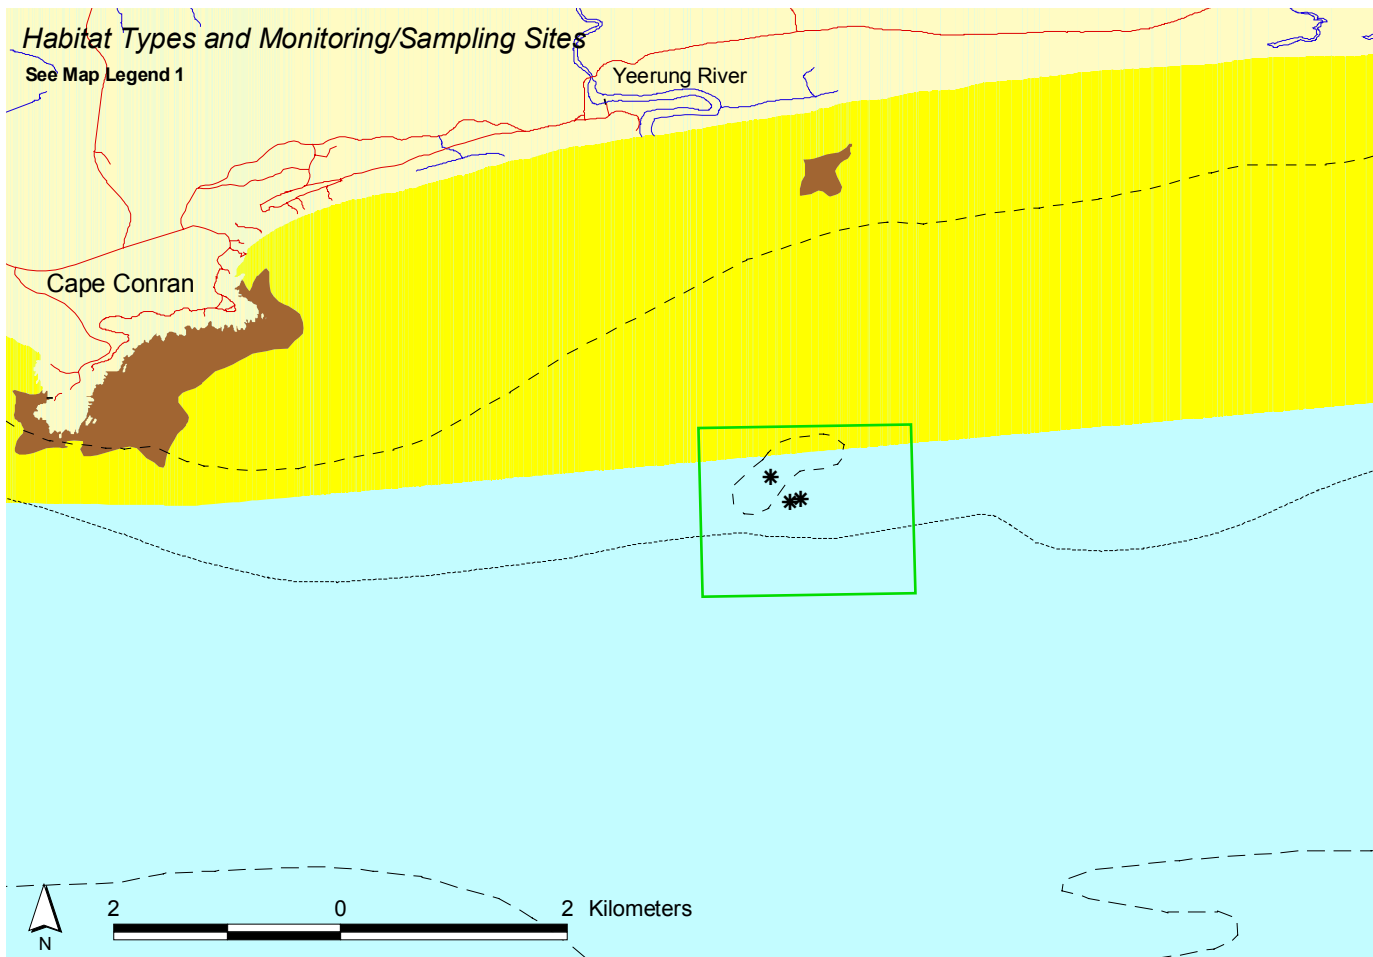 Habitat Types and Monitoring/Sampling Sites
See Map Legend 1
Yeerung River
Cape Conran
2 0 2 Kilometers
N